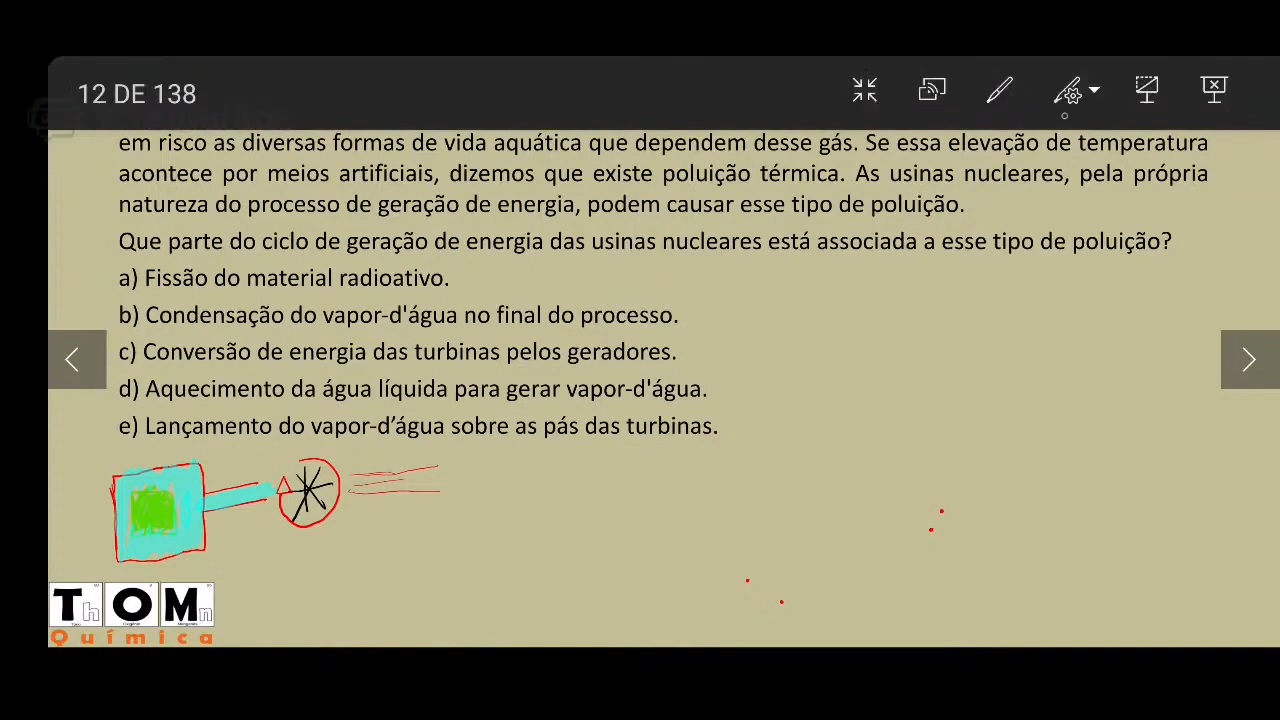 12 DE 138
em risco as diversas formas de vida aquática que dependem desse gás. Se essa elevação de temperatura
acontece por meios artificiais, dizemos que existe poluição térmica. As usinas nucleares, pela própria
natureza do processo de geração de energia, podem causar esse tipo de poluição.
Que parte do ciclo de geração de energia das usinas nucleares está associada a esse tipo de poluição?
a) Fissão do material radioativo.
b) Condensação do vapor-d'água no final do processo.
c) Conversão de energia das turbinas pelos geradores.
d) Aquecimento da água líquida para gerar vapor-d'água.
e) Lançamento do vapor-d’água sobre as pás das turbinas.
Th O Mn
Química